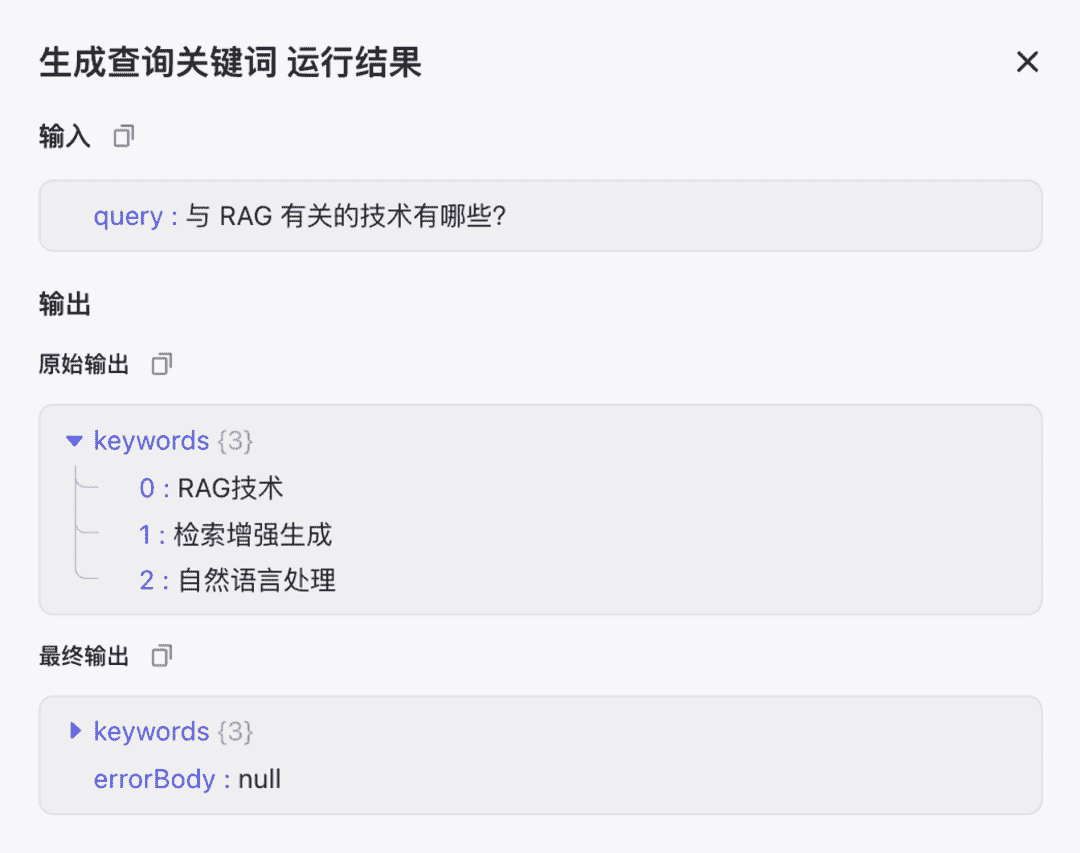 生成查询关键词 运行结果
输入
query : 与 RAG 有关的技术有哪些?
输出
原始输出
keywords {3}
0 : RAG技术
1 : 检索增强生成
2 : 自然语言处理
最终输出
keywords {3}
errorBody : null